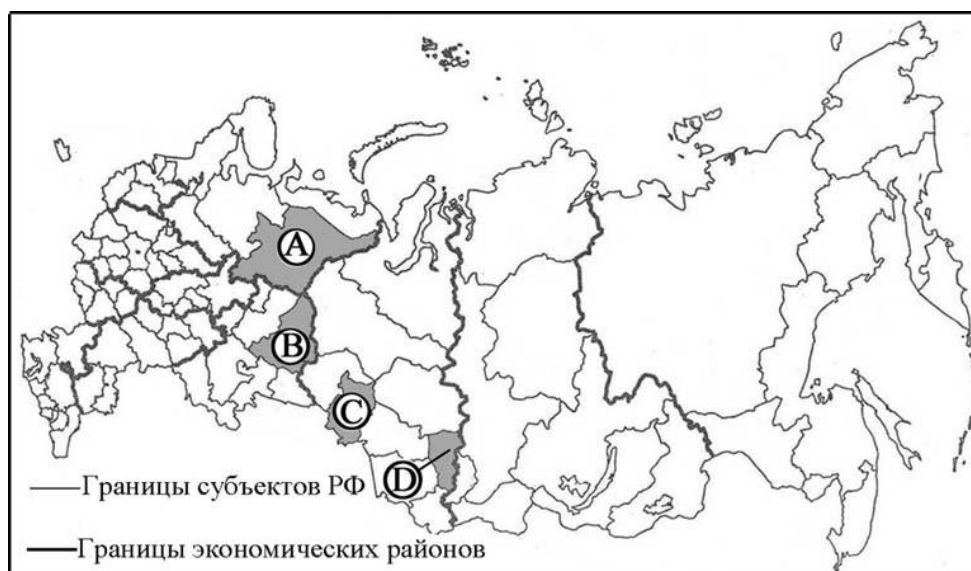 A
B
C
D
Границы субъектов РФ
Границы экономических районов